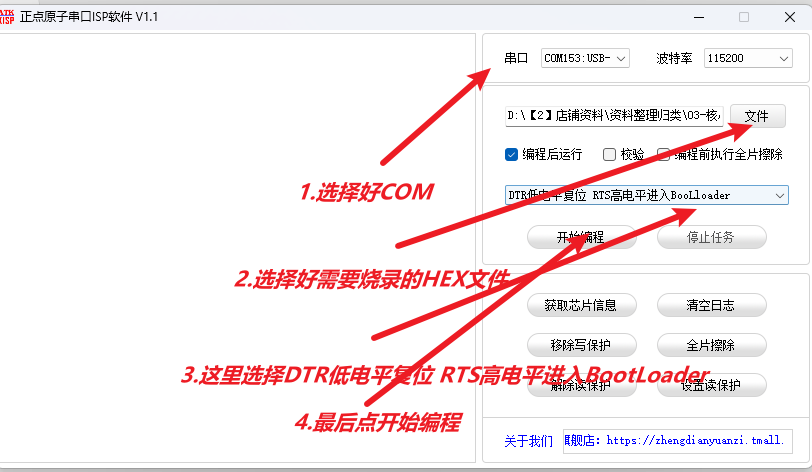 ATK
XISP
正点原子串口ISP软件 V1.1
串口 COM153:USB- 波特率 115200
D:\【2】店铺资料\资料整理归类\03-核 文件
编程后运行 校验 编程前执行全片擦除
DTR低电平复位 RTS高电平进入BooLloader
1.选择好COM
开始编程 停止任务
2.选择好需要烧录的HEX文件
获取芯片信息 清空日志
移除写保护 全片擦除
3.这里选择DTR低电平复位 RTS高电平进入BootLoader
解除读保护 设置读保护
4.最后点开始编程
关于我们 旗舰店：https://zhengdianyuanzi.tmall.